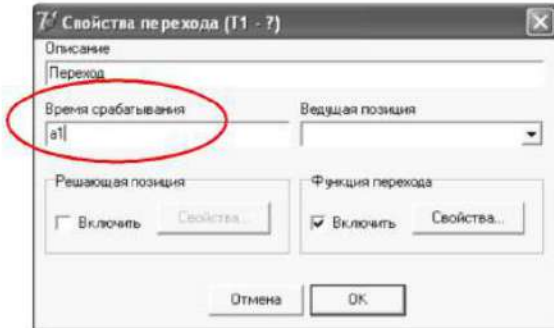 Свойства перехода (T1 - ?)
Описание
Переход
Время срабатывания Ведущая позиция
a1
Решающая позиция Функция перехода
Включить Свойства... Включить Свойства...
Отмена OK